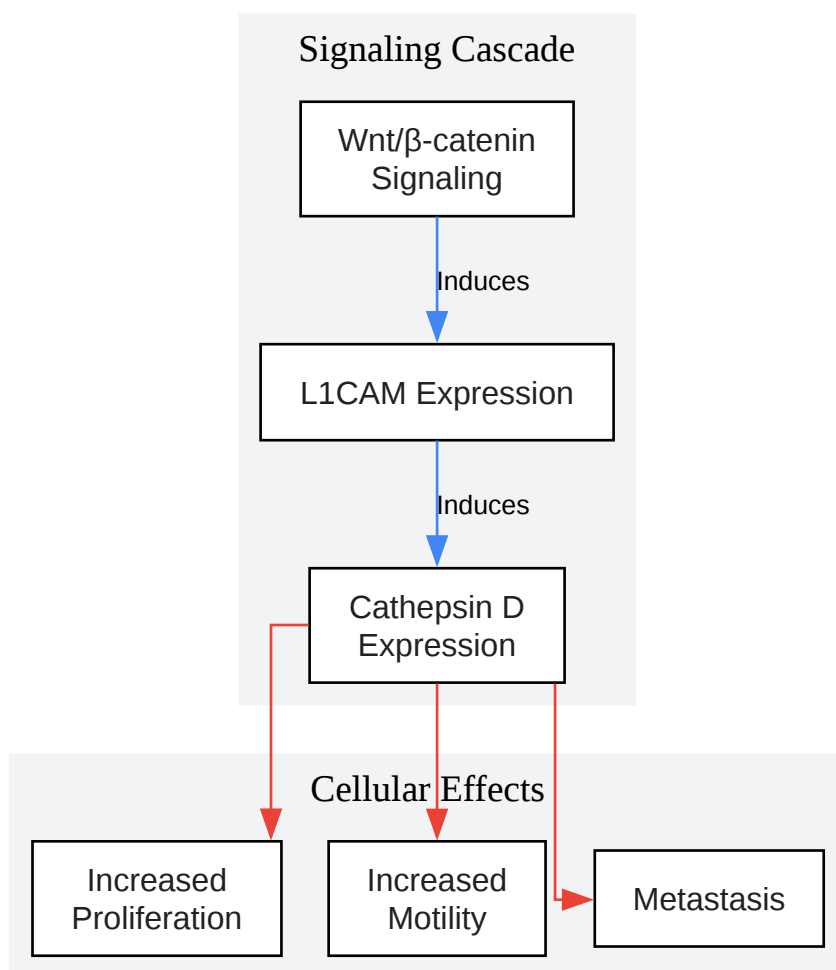 Signaling Cascade
Wnt/β-catenin
Signaling
Induces
L1CAM Expression
Induces
Cathepsin D
Expression
Cellular Effects
Increased
Proliferation
Increased
Motility
Metastasis